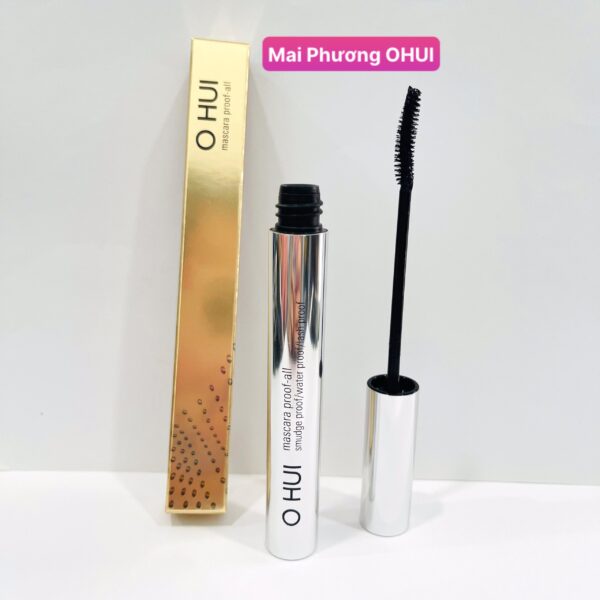 Mai Phương OHUI
O HUI
mascara proof-all
O HUI
mascara proof-all
smudge proof/water proof/lash proof